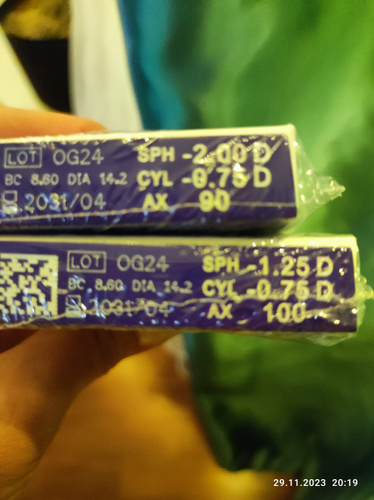 LOT OG24 SPH -2.00 D
BC 8.60 DIA 14.2 CYL -0.75 D
2031/04 AX 90
LOT OG24 SPH -1.25 D
BC 8.60 DIA 14.2 CYL -0.75 D
2031/04 AX 100
29.11.2023 20:19